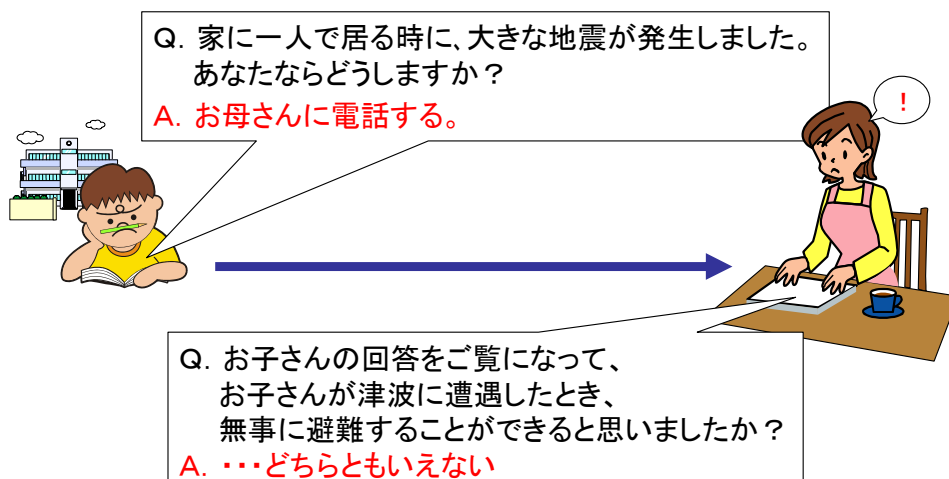 Q. 家に一人で居る時に、大きな地震が発生しました。
あなたならどうしますか？
A. お母さんに電話する。
！
Q. お子さんの回答をご覧になって、
お子さんが津波に遭遇したとき、
無事に避難することができると思いましたか？
A. ・・・どちらともいえない